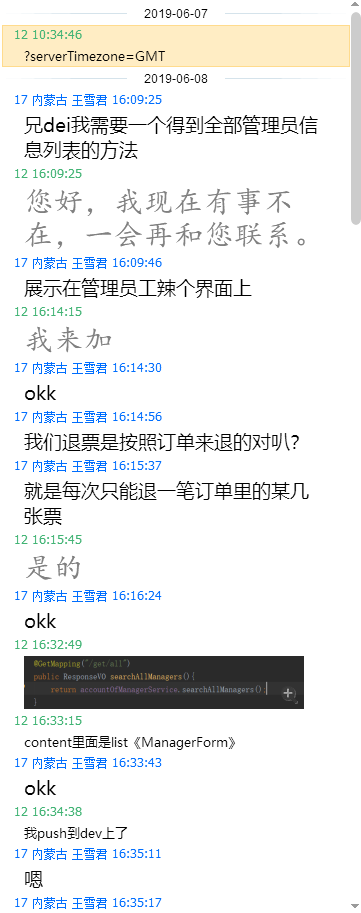 2019-06-07
12 10:34:46
?serverTimezone=GMT
2019-06-08
17 内蒙古 王雪君 16:09:25
兄dei我需要一个得到全部管理员信
息列表的方法
12 16:09:25
您好，我现在有事不
在，一会再和您联系。
17 内蒙古 王雪君 16:09:46
展示在管理员工辣个界面上
12 16:14:15
我来加
17 内蒙古 王雪君 16:14:30
okk
17 内蒙古 王雪君 16:14:56
我们退票是按照订单来退的对叭？
17 内蒙古 王雪君 16:15:37
就是每次只能退一笔订单里的某几
张票
12 16:15:45
是的
17 内蒙古 王雪君 16:16:24
okk
12 16:32:49
@GetMapping("/get/all")
public ResponseVO searchAllManagers(){
return accountOfManagerService.searchAllManagers();
}
12 16:33:15
content里面是list《ManagerForm》
17 内蒙古 王雪君 16:33:43
okk
12 16:34:38
我push到dev上了
17 内蒙古 王雪君 16:35:11
嗯
17 内蒙古 王雪君 16:35:17